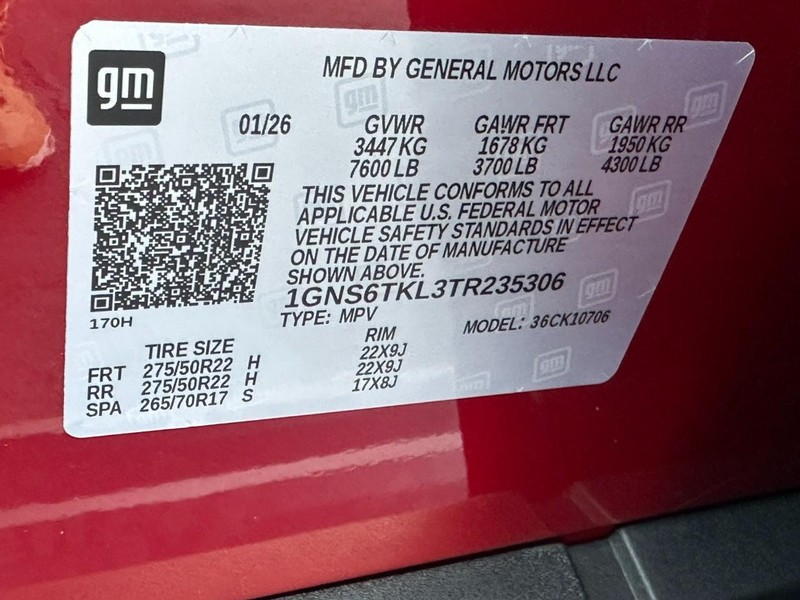 gm
MFD BY GENERAL MOTORS LLC
01/26 GVWR GAWR FRT GAWR RR
3447 KG 1678 KG 1950 KG
7600 LB 3700 LB 4300 LB
THIS VEHICLE CONFORMS TO ALL
APPLICABLE U.S. FEDERAL MOTOR
VEHICLE SAFETY STANDARDS IN EFFECT
ON THE DATE OF MANUFACTURE
SHOWN ABOVE.
1GNS6TKL3TR235306
170H
TYPE: MPV MODEL: 36CK10706
TIRE SIZE RIM
FRT 275/50R22 H 22X9J
RR 275/50R22 H 22X9J
SPA 265/70R17 S 17X8J